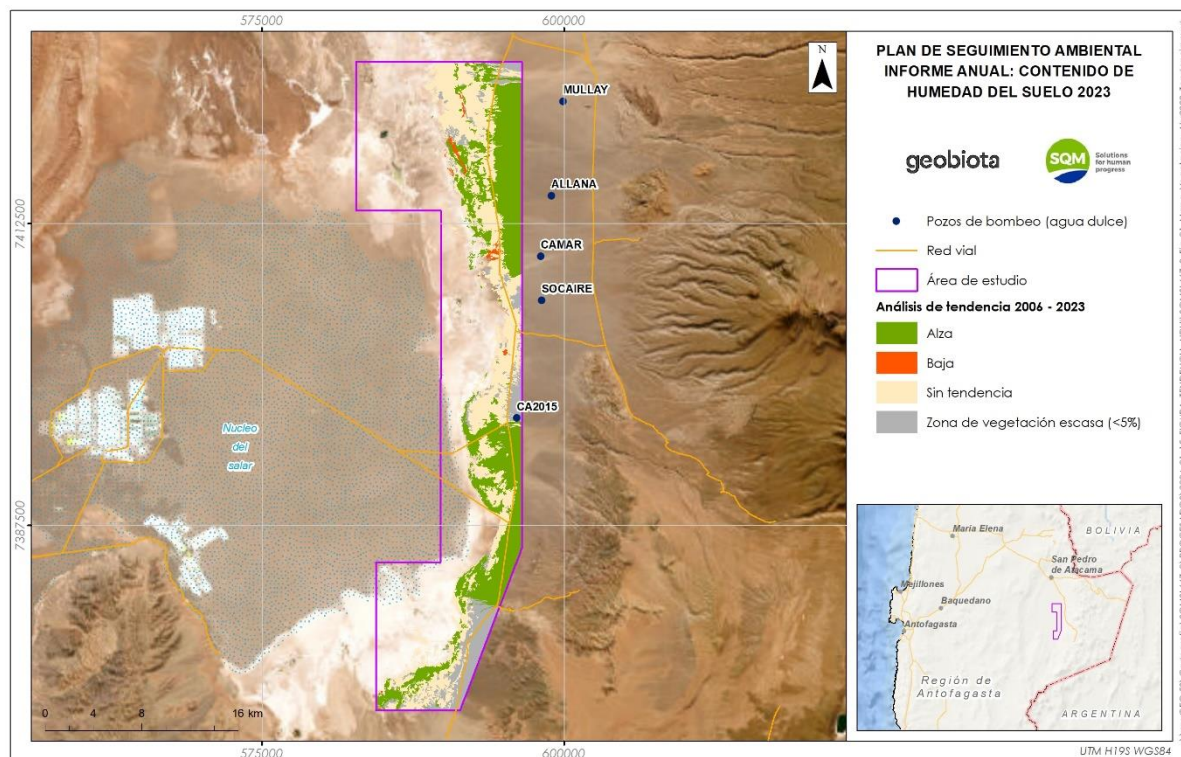 575000
600000
7412500
7387500
N
MULLAY
ALLANA
CAMAR
SOCAIRE
CA2015
Nucleo
del
salar
0 4 8 16 km
575000
600000
PLAN DE SEGUIMIENTO AMBIENTAL
INFORME ANUAL: CONTENIDO DE
HUMEDAD DEL SUELO 2023
geobiota
SQM
Solutions
for human
progress
Pozos de bombeo (agua dulce)
Red vial
Área de estudio
Análisis de tendencia 2006 - 2023
Alza
Baja
Sin tendencia
Zona de vegetación escasa (<5%)
María Elena
BOLIVIA
San Pedro
de Atacama
Mejillones
Baquedano
Antofagasta
Región de
Antofagasta
ARGENTINA
UTM H19S WGS84